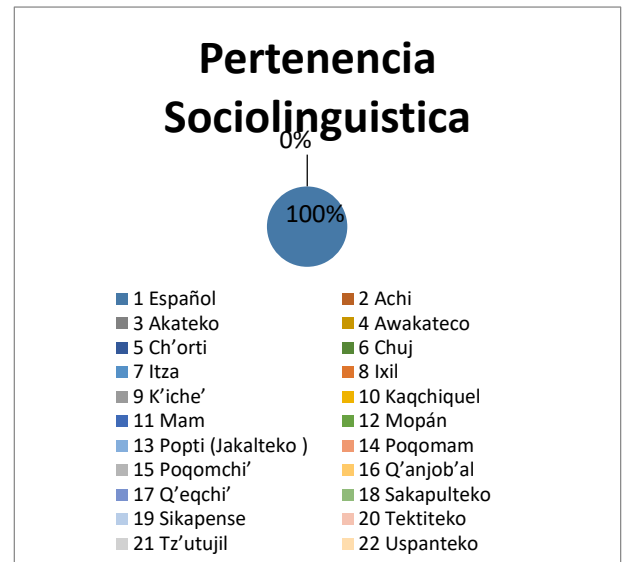 Pertenencia
Sociolinguistica
0%
100%
1 Español
2 Achi
3 Akateko
4 Awakateco
5 Ch’orti
6 Chuj
7 Itza
8 Ixil
9 K’iche’
10 Kaqchiquel
11 Mam
12 Mopán
13 Popti (Jakalteko )
14 Poqomam
15 Poqomchi’
16 Q’anjob’al
17 Q’eqchi’
18 Sakapulteko
19 Sikapense
20 Tektiteko
21 Tz’utujil
22 Uspanteko